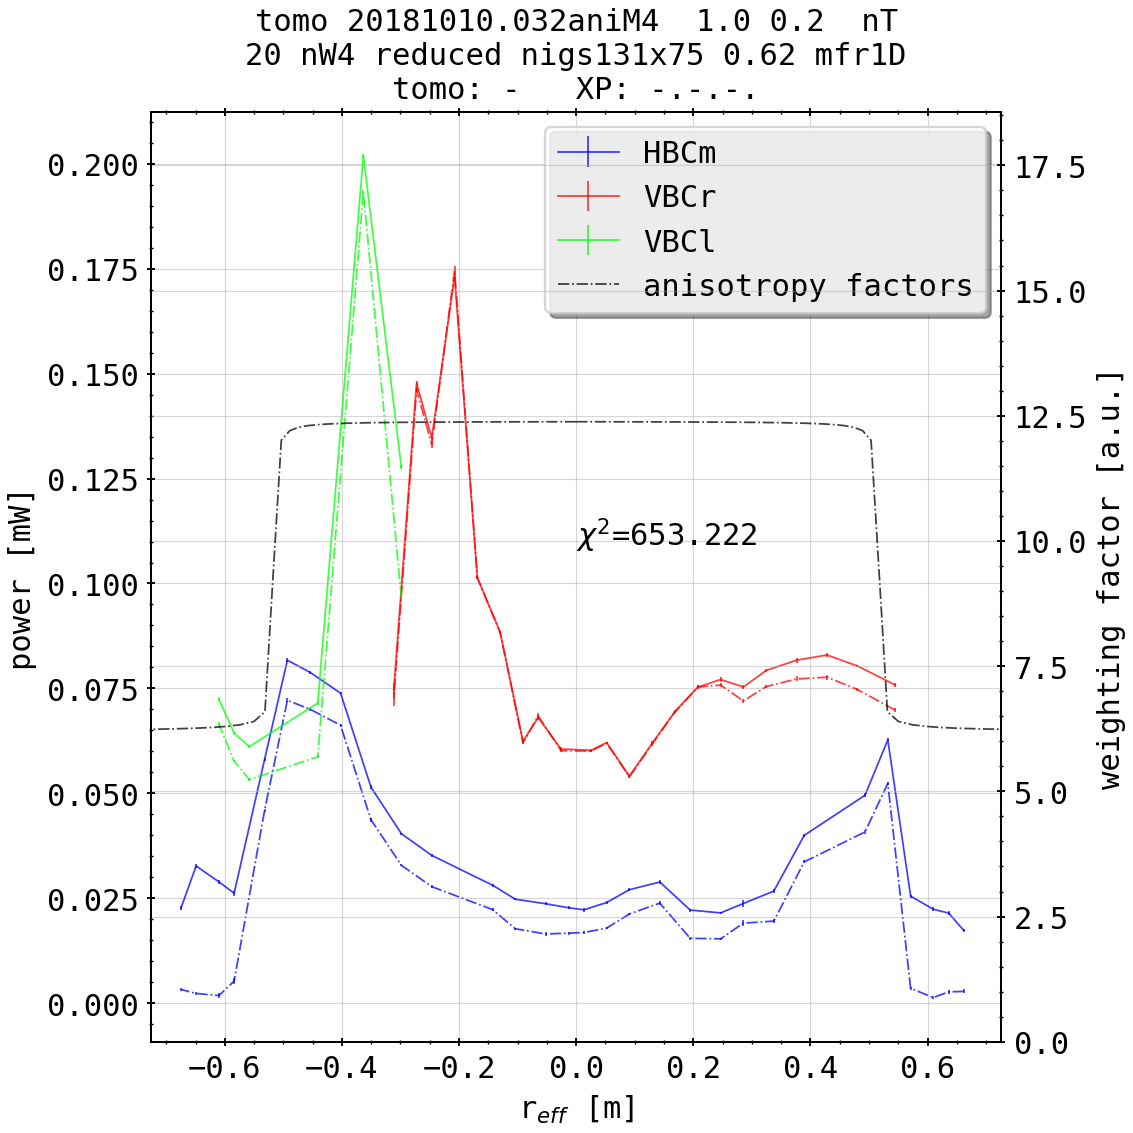 tomo 20181010.032aniM4  1.0 0.2  nT
20 nW4 reduced nigs131x75 0.62 mfr1D
tomo: -   XP: -.-.-.
HBCm
VBCr
VBCl
anisotropy factors
χ²=653.222
power [mW]
0.200
0.175
0.150
0.125
0.100
0.075
0.050
0.025
0.000
17.5
15.0
12.5
10.0
7.5
5.0
2.5
0.0
weighting factor [a.u.]
−0.6 −0.4 −0.2 0.0 0.2 0.4 0.6
r_eff [m]